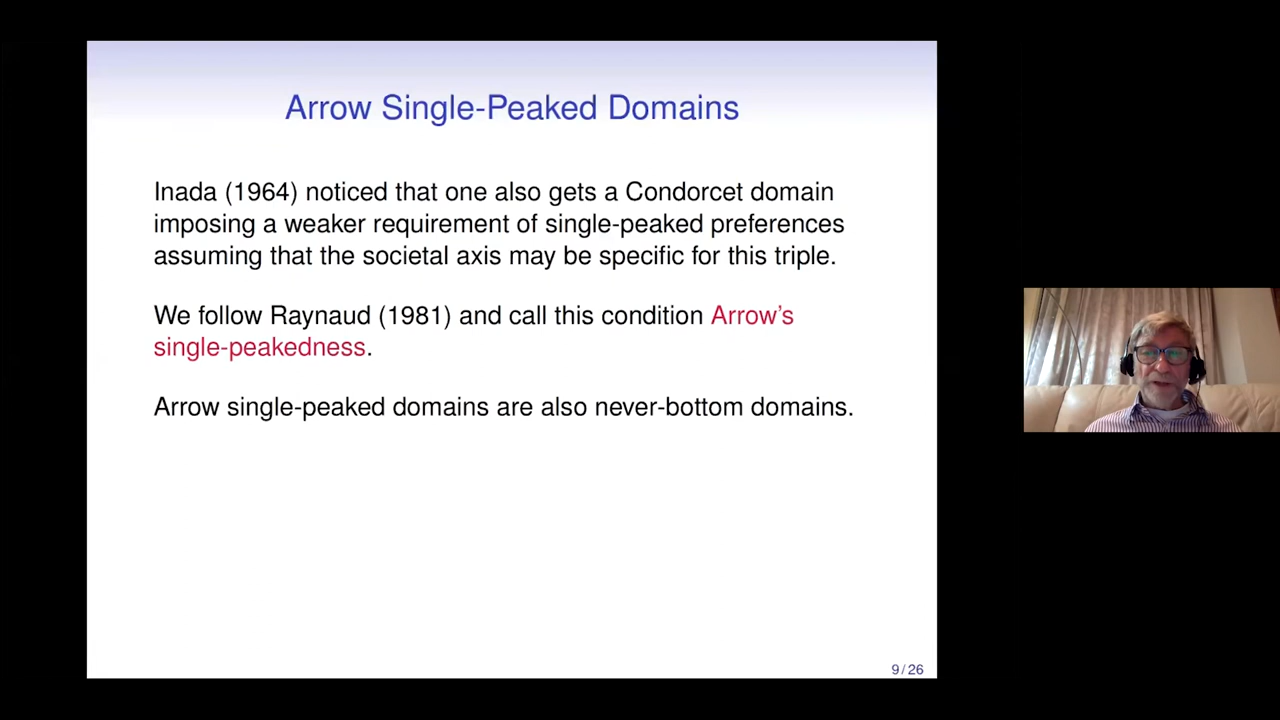 Arrow Single-Peaked Domains
Inada (1964) noticed that one also gets a Condorcet domain
imposing a weaker requirement of single-peaked preferences
assuming that the societal axis may be specific for this triple.
We follow Raynaud (1981) and call this condition Arrow's
single-peakedness.
Arrow single-peaked domains are also never-bottom domains.
9 / 26